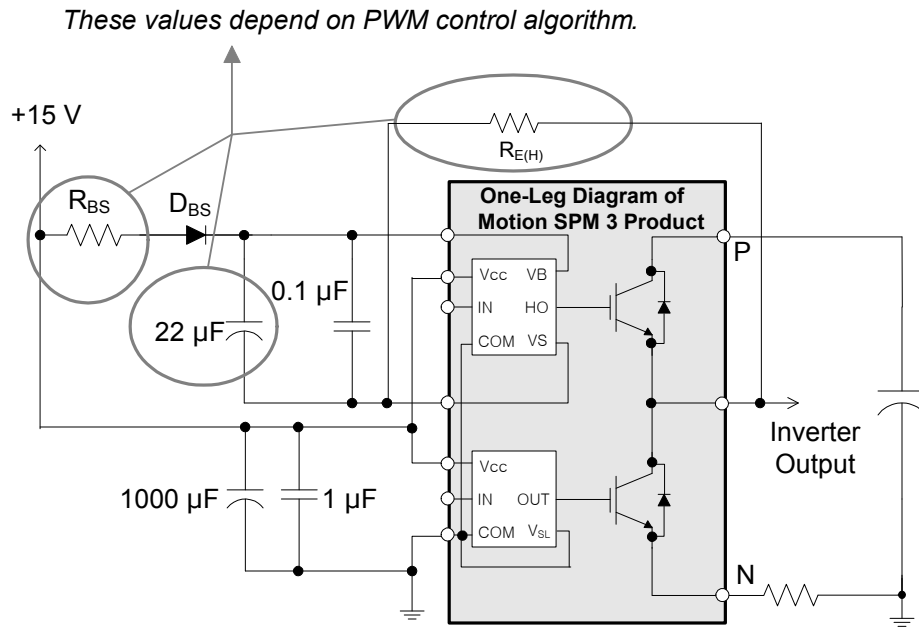 These values depend on PWM control algorithm.
+15 V
R_E(H)
R_BS
D_BS
One-Leg Diagram of
Motion SPM 3 Product
P
Vcc
VB
0.1 µF
IN
HO
22 µF
COM
VS
Inverter
Output
Vcc
1000 µF
1 µF
IN
OUT
COM
V_SL
N